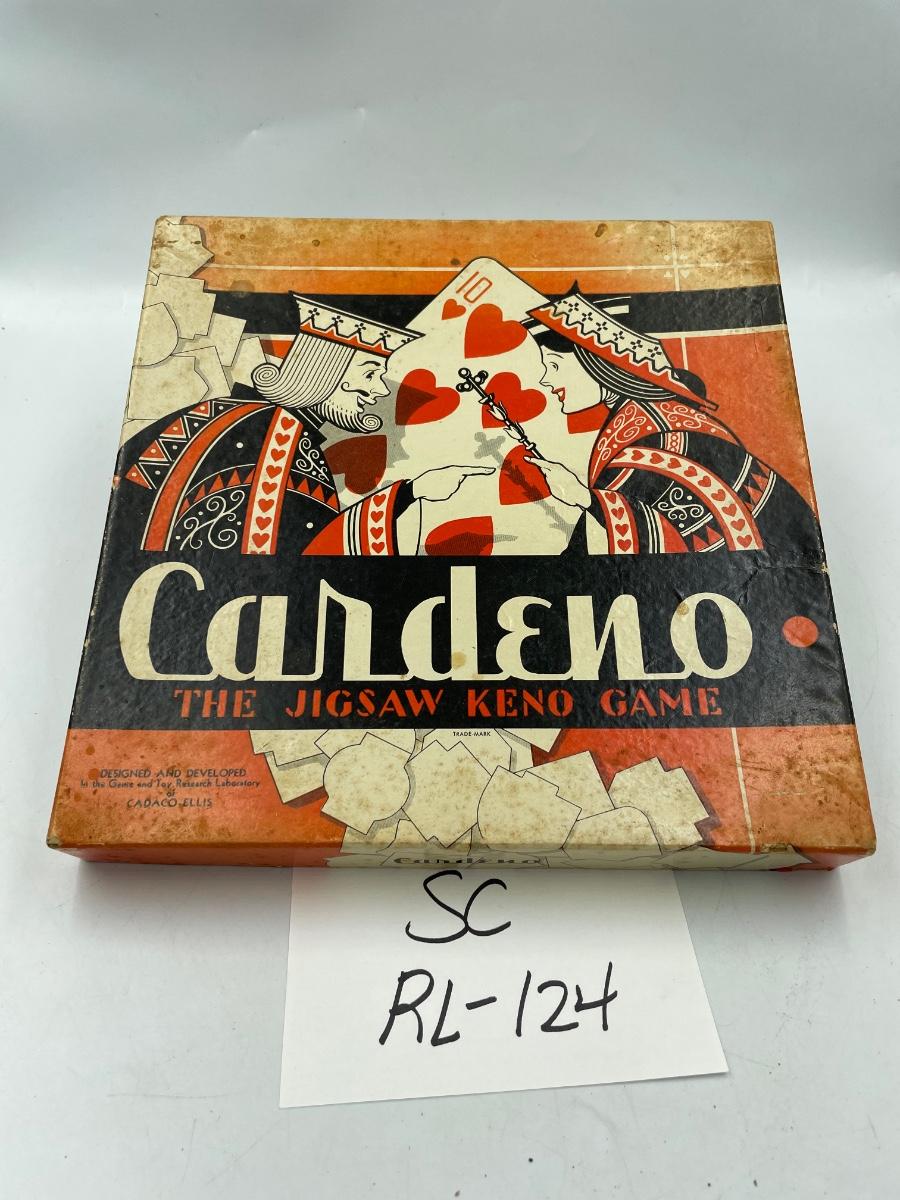 10
Cardeno
THE JIGSAW KENO GAME
TRADE-MARK
DESIGNED AND DEVELOPED
in the Game and Toy Research Laboratory
of
CADACO-ELLIS
Cardeno
SC
RL-124